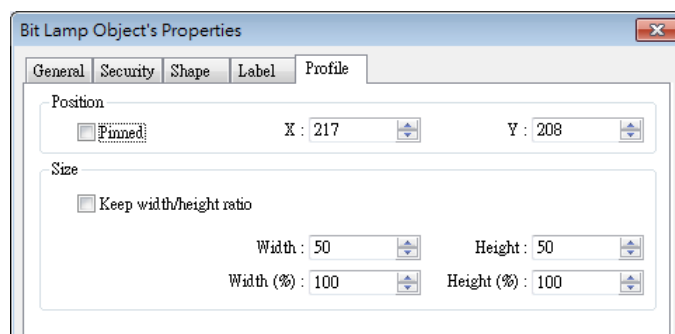 Bit Lamp Object's Properties
General Security Shape Label Profile
Position
Pinned X : 217 Y : 208
Size
Keep width/height ratio
Width : 50 Height : 50
Width (%) : 100 Height (%) : 100